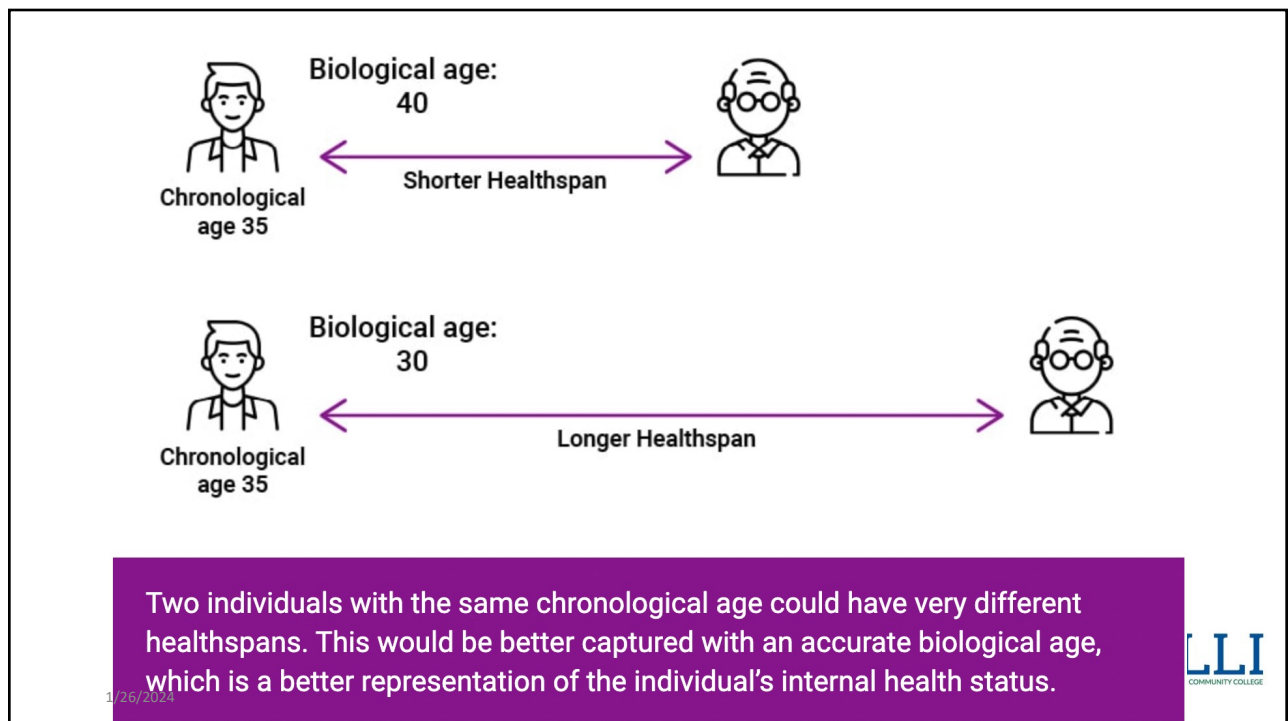 Biological age:
40
Shorter Healthspan
Chronological
age 35
Biological age:
30
Longer Healthspan
Chronological
age 35
Two individuals with the same chronological age could have very different
healthspans. This would be better captured with an accurate biological age,
which is a better representation of the individual's internal health status.
1/26/2024
LLI
COMMUNITY COLLEGE